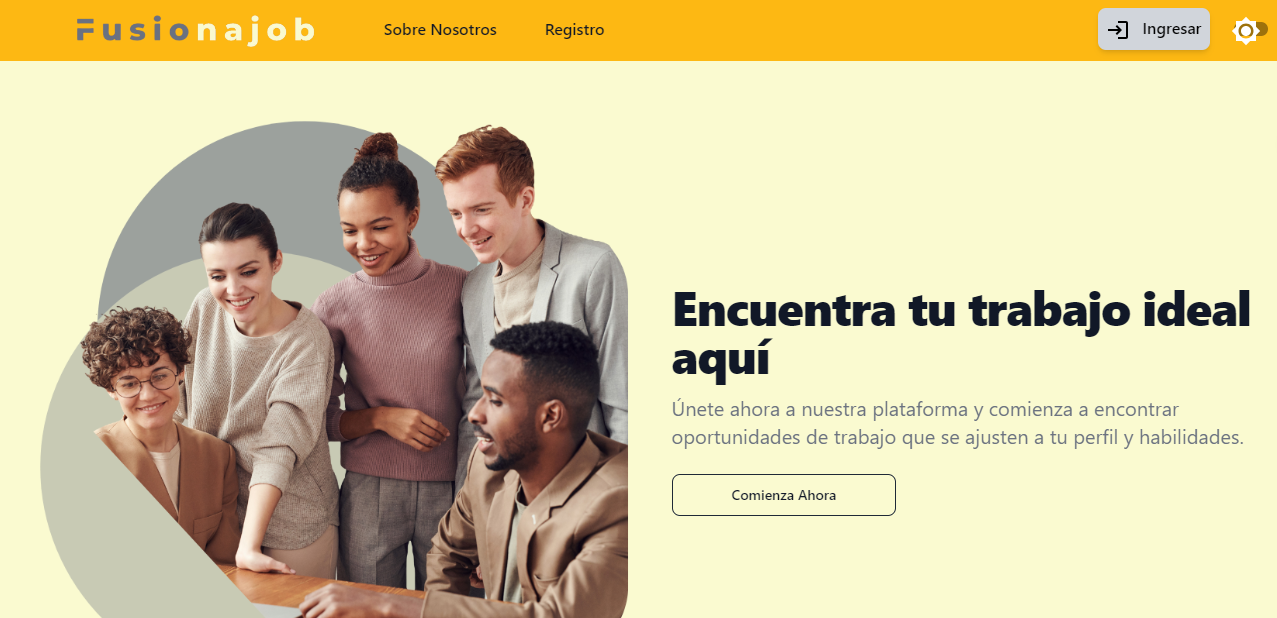 Fusionajob
Sobre Nosotros
Registro
Ingresar
Encuentra tu trabajo ideal
aquí
Únete ahora a nuestra plataforma y comienza a encontrar
oportunidades de trabajo que se ajusten a tu perfil y habilidades.
Comienza Ahora